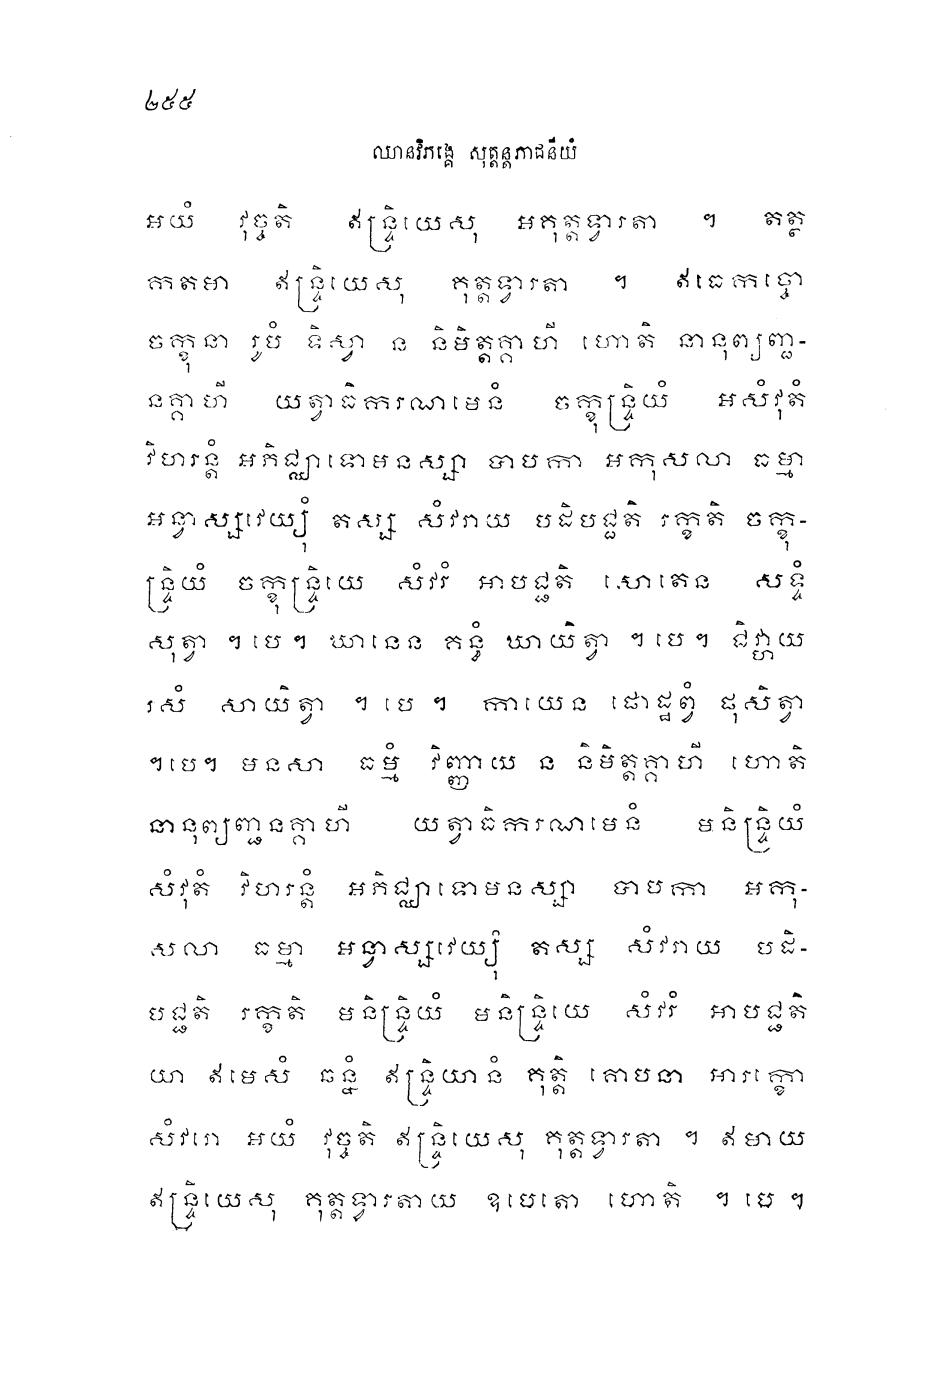 ២៥៥
ឈានវិភង្គេ សុត្តន្តភាជនីយំ
អយំ វុច្ចតិ ឥន្ទ្រិយេសុ អគុត្តទ្វារតា ។ តត្ថ
កតមា ឥន្ទ្រិយេសុ គុត្តទ្វារតា ។ ឥធេកច្ចោ
ចក្ខុនា រូបំ ទិស្វា ន និមិត្តគ្គាហី ហោតិ នានុព្យញ្ជ-
នគ្គាហី យត្វាធិករណមេនំ ចក្ខុន្ទ្រិយំ អសំវុតំ
វិហរន្តំ អភិជ្ឈាទោមនស្សា បាបកា អកុសលា ធម្មា
អន្វាស្សវេយ្យុំ តស្ស សំវរាយ បដិបជ្ជតិ រក្ខតិ ចក្ខុ-
ន្ទ្រិយំ ចក្ខុន្ទ្រិយេ សំវរំ អាបជ្ជតិ សោតេន សទ្ទំ
សុត្វា ។ បេ ។ ឃានេន គន្ធំ ឃាយិត្វា ។ បេ ។ ជិវ្ហាយ
រសំ សាយិត្វា ។ បេ ។ កាយេន ផោដ្ឋព្វំ ផុសិត្វា
។ បេ ។ មនសា ធម្មំ វិញ្ញាយ ន និមិត្តគ្គាហី ហោតិ
នានុព្យញ្ជនគ្គាហី យត្វាធិករណមេនំ មនិន្ទ្រិយំ
សំវុតំ វិហរន្តំ អភិជ្ឈាទោមនស្សា បាបកា អកុ-
សលា ធម្មា អន្វាស្សវេយ្យុំ តស្ស សំវរាយ បដិ-
បជ្ជតិ រក្ខតិ មនិន្ទ្រិយំ មនិន្ទ្រិយេ សំវរំ អាបជ្ជតិ
យា ឥមេសំ ឆន្នំ ឥន្ទ្រិយានំ គុត្តិ គោបនា អារក្ខោ
សំវរោ អយំ វុច្ចតិ ឥន្ទ្រិយេសុ គុត្តទ្វារតា ។ ឥមាយ
ឥន្ទ្រិយេសុ គុត្តទ្វារតាយ ឧបេតោ ហោតិ ។ បេ ។